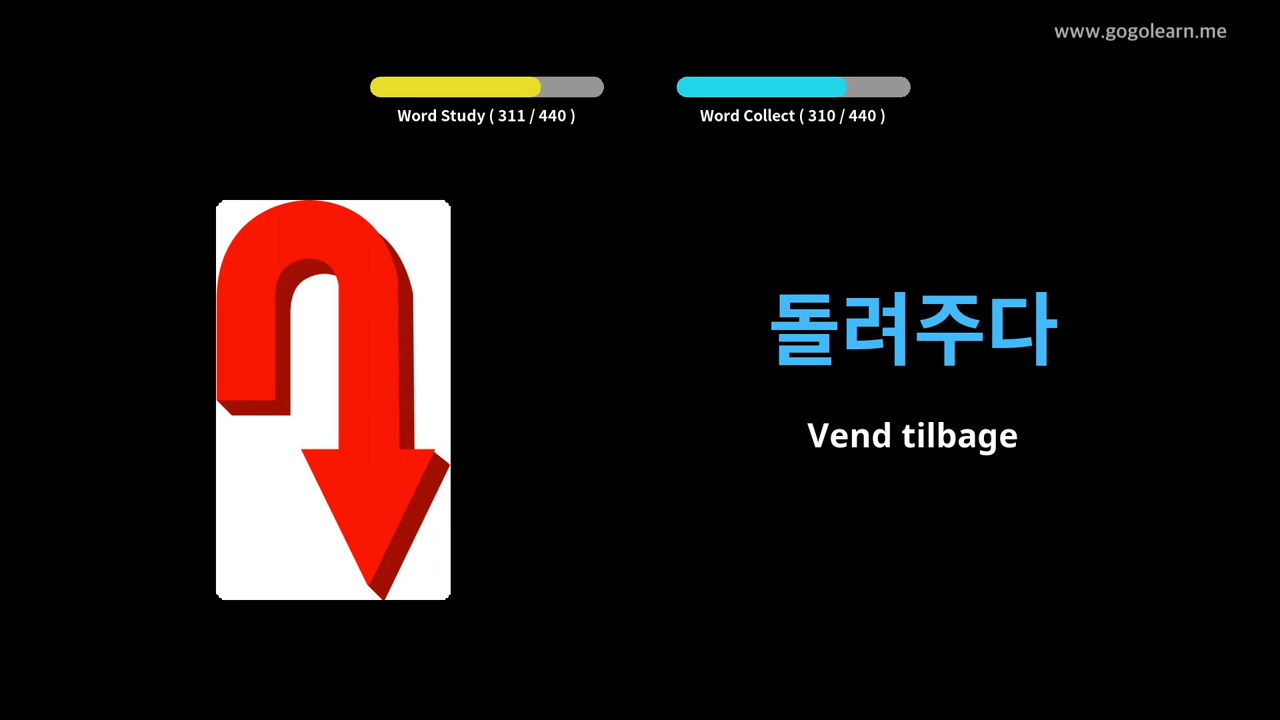 www.gogolearn.me
Word Study ( 311 / 440 )
Word Collect ( 310 / 440 )
돌려주다
Vend tilbage